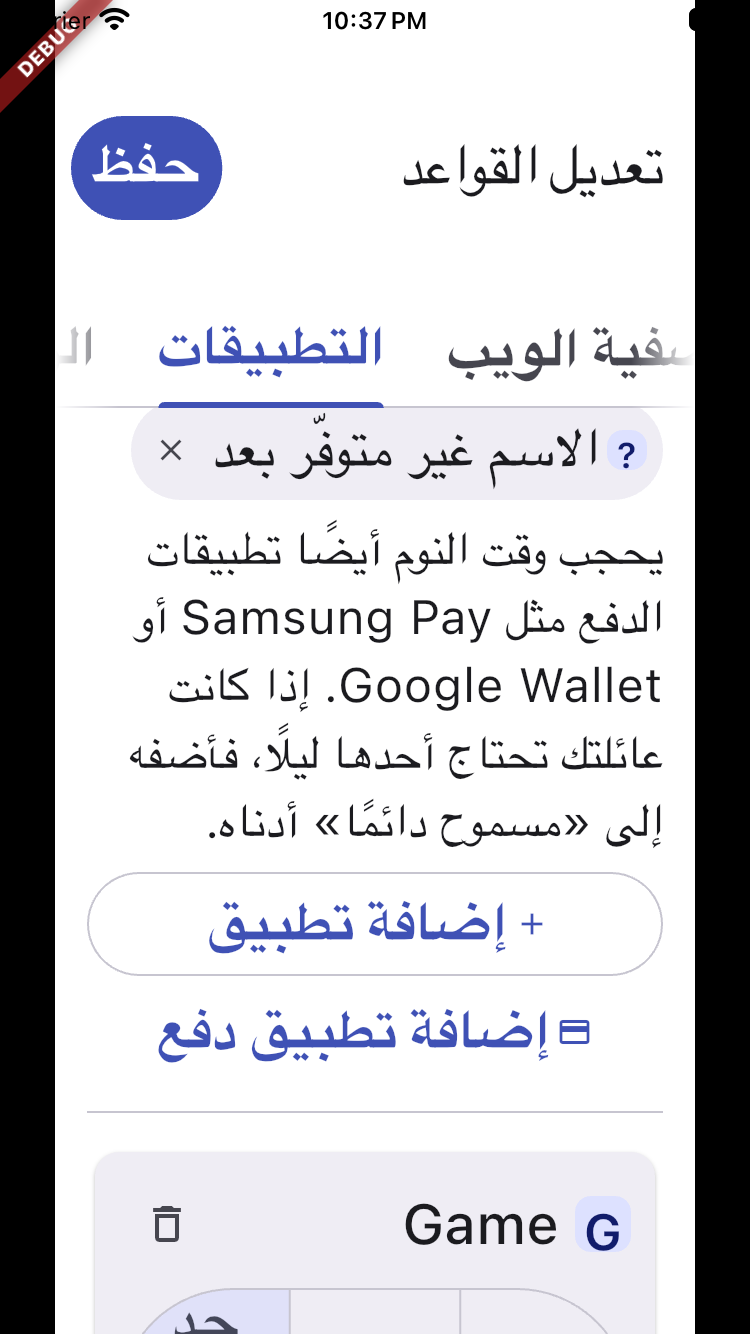 10:37 PM
DEBUG
تعديل القواعد
حفظ
الويب
التطبيقات
? الاسم غير متوفّر بعد ×
يحجب وقت النوم أيضًا تطبيقات
الدفع مثل Samsung Pay أو
Google Wallet. إذا كانت
عائلتك تحتاج أحدها ليلًا، فأضفه
إلى «مسموح دائمًا» أدناه.
+ إضافة تطبيق
إضافة تطبيق دفع
G Game